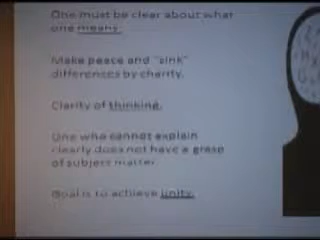 One must be clear about what
one means.
Make peace and "sink"
differences by charity.
Clarity of thinking.
One who cannot explain
clearly does not have a grasp
of subject matter.
Goal is to achieve unity.